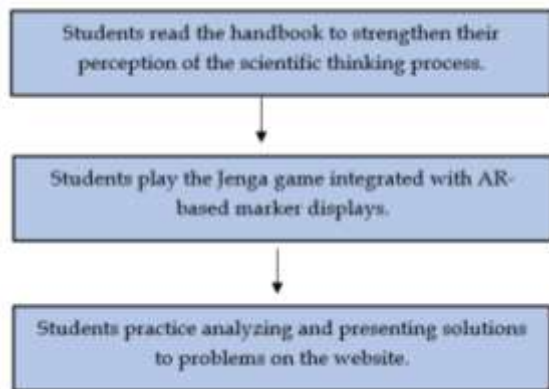 Students read the handbook to strengthen their
perception of the scientific thinking process.
Students play the Jenga game integrated with AR-
based marker displays.
Students practice analyzing and presenting solutions
to problems on the website.